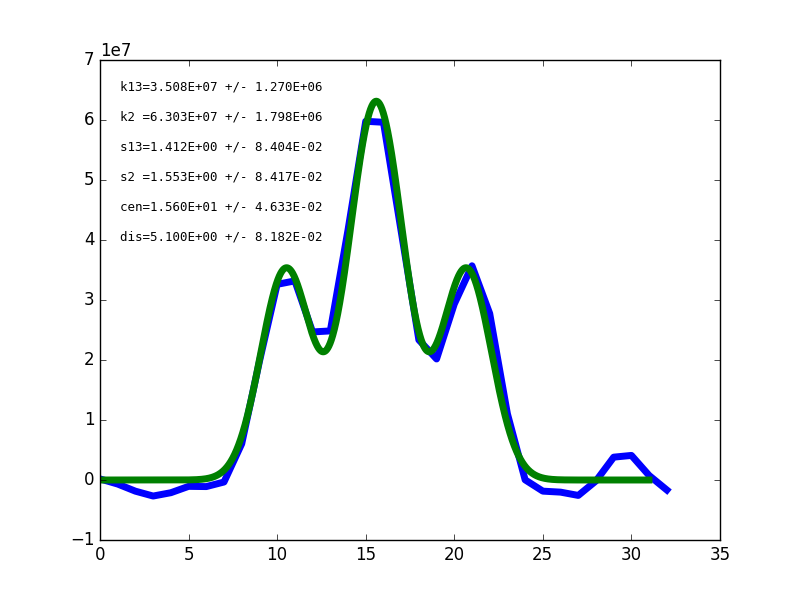 1e7
7
k13=3.508E+07 +/- 1.270E+06
6
k2 =6.303E+07 +/- 1.798E+06
5
s13=1.412E+00 +/- 8.404E-02
s2 =1.553E+00 +/- 8.417E-02
cen=1.560E+01 +/- 4.633E-02
4
dis=5.100E+00 +/- 8.182E-02
3
2
1
0
−1
0 5 10 15 20 25 30 35